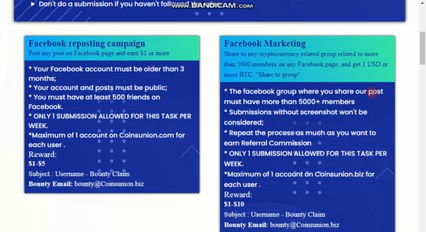 Don't do a submission if you haven't followed
www.BANDICAM.com
Facebook reposting campaign
Post any post on Facebook page and earn $1 or more
* Your Facebook account must be older than 3
months;
* Your account and posts must be public;
* You must have at least 500 friends on
Facebook.
* ONLY 1 SUBMISSION ALLOWED FOR THIS TASK PER
WEEK.
*Maximum of 1 account on Coinsunion.com for
each user .
Reward:
$1-$5
Subject : Username - Bounty Claim
Bounty Email: bounty@Coinsunion.biz
Facebook Marketing
Share to any cryptocurrency related group related to more
than 5000 members on any Facebook page, and get 1 USD or
more BTC. "Share to group"
* The facebook group where you share our post
must have more than 5000+ members
* Submissions without screenshot won't be
considered;
* Repeat the process as much as you want to
earn Referral Commission
* ONLY 1 SUBMISSION ALLOWED FOR THIS TASK PER
WEEK.
*Maximum of 1 account on Coinsunion.biz for
each user .
Reward:
$1-$10
Subject : Username - Bounty Claim
Bounty Email: bounty@Coinsunion.biz